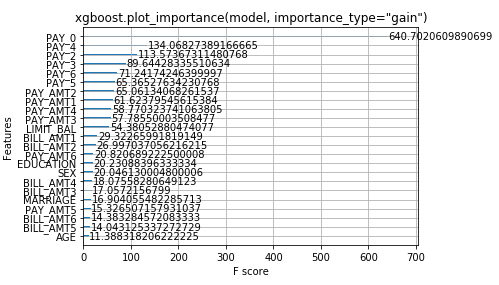 xgboost.plot_importance(model, importance_type="gain")
PAY_0 640.7020609890699
PAY_4 134.06827389166665
PAY_2 113.57367311480768
PAY_3 89.64428335510634
PAY_6 71.24174246399997
PAY_5 65.36527634230768
PAY_AMT2 65.06134068261537
PAY_AMT1 61.62379545615384
PAY_AMT4 58.770323741063805
PAY_AMT3 57.78550003508477
LIMIT_BAL 54.38052880474077
BILL_AMT1 29.32265991819149
BILL_AMT2 26.997037056216215
PAY_AMT6 20.820689222500008
EDUCATION 20.23088396333334
SEX 20.046130004800006
BILL_AMT4 18.07558280649123
BILL_AMT3 17.0572156799
MARRIAGE 16.904055482285713
PAY_AMT5 15.326507157931037
BILL_AMT6 14.383284572083333
BILL_AMT5 14.043125337272729
AGE 11.388318206222225
Features
0 100 200 300 400 500 600 700
F score